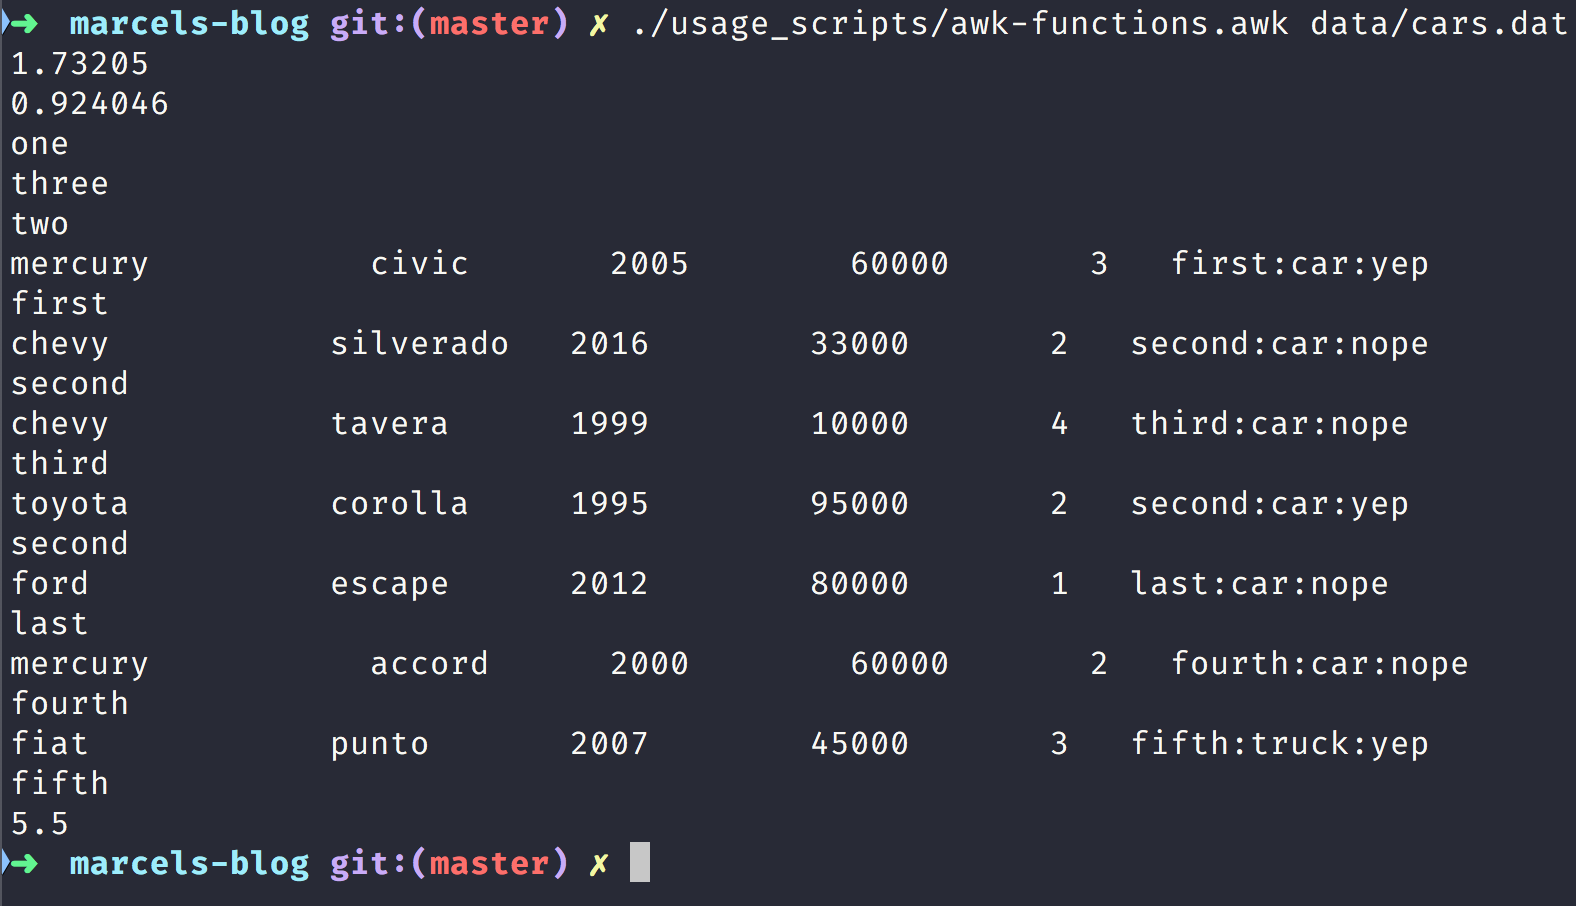 ➜  marcels-blog git:(master) ✗ ./usage_scripts/awk-functions.awk data/cars.dat
1.73205
0.924046
one
three
two
mercury           civic       2005        60000       3   first:car:yep
first
chevy           silverado   2016        33000       2   second:car:nope
second
chevy           tavera      1999        10000       4   third:car:nope
third
toyota          corolla     1995        95000       2   second:car:yep
second
ford            escape      2012        80000       1   last:car:nope
last
mercury           accord      2000        60000       2   fourth:car:nope
fourth
fiat            punto       2007        45000       3   fifth:truck:yep
fifth
5.5
➜  marcels-blog git:(master) ✗